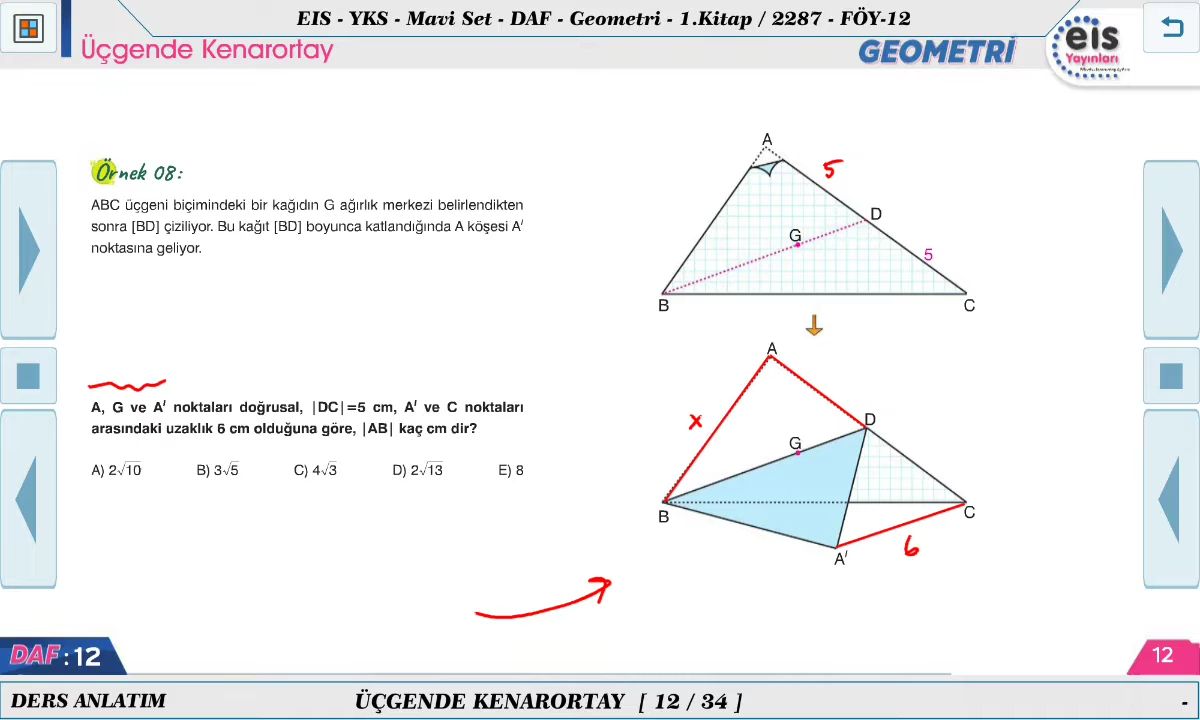 EIS - YKS - Mavi Set - DAF - Geometri - 1.Kitap / 2287 - FÖY-12
Üçgende Kenarortay
GEOMETRİ
eis
Yayınları
Örnek 08:
ABC üçgeni biçimindeki bir kağıdın G ağırlık merkezi belirlendikten
sonra [BD] çiziliyor. Bu kağıt [BD] boyunca katlandığında A köşesi A'
noktasına geliyor.
A
5
D
G
5
B
C
A
x
D
G
B
C
A'
6
A, G ve A' noktaları doğrusal, |DC|=5 cm, A' ve C noktaları
arasındaki uzaklık 6 cm olduğuna göre, |AB| kaç cm dir?
A) 2√10 B) 3√5 C) 4√3 D) 2√13 E) 8
DAF : 12
12
DERS ANLATIM
ÜÇGENDE KENARORTAY [ 12 / 34 ]
-